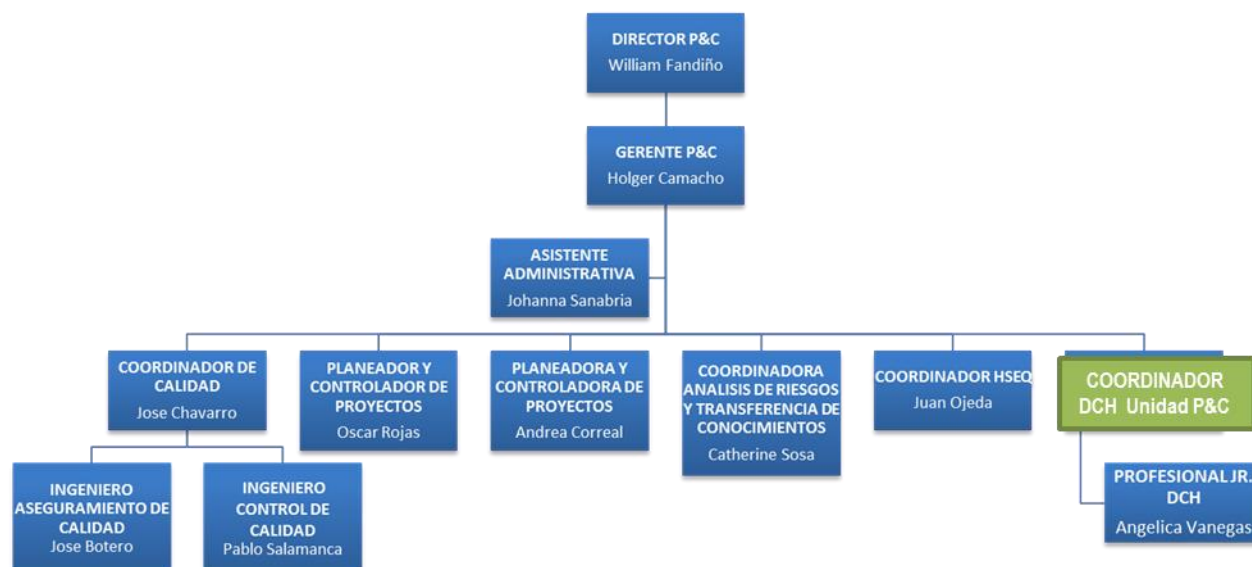 DIRECTOR P&C
William Fandiño
GERENTE P&C
Holger Camacho
ASISTENTE
ADMINISTRATIVA
Johanna Sanabria
COORDINADOR DE
CALIDAD
Jose Chavarro
PLANEADOR Y
CONTROLADOR DE
PROYECTOS
Oscar Rojas
PLANEADORA Y
CONTROLADORA DE
PROYECTOS
Andrea Correal
COORDINADORA
ANALISIS DE RIESGOS
Y TRANSFERENCIA DE
CONOCIMIENTOS
Catherine Sosa
COORDINADOR HSEQ
Juan Ojeda
COORDINADOR
DCH Unidad P&C
INGENIERO
ASEGURAMIENTO DE
CALIDAD
Jose Botero
INGENIERO
CONTROL DE
CALIDAD
Pablo Salamanca
PROFESIONAL JR.
DCH
Angelica Vanegas